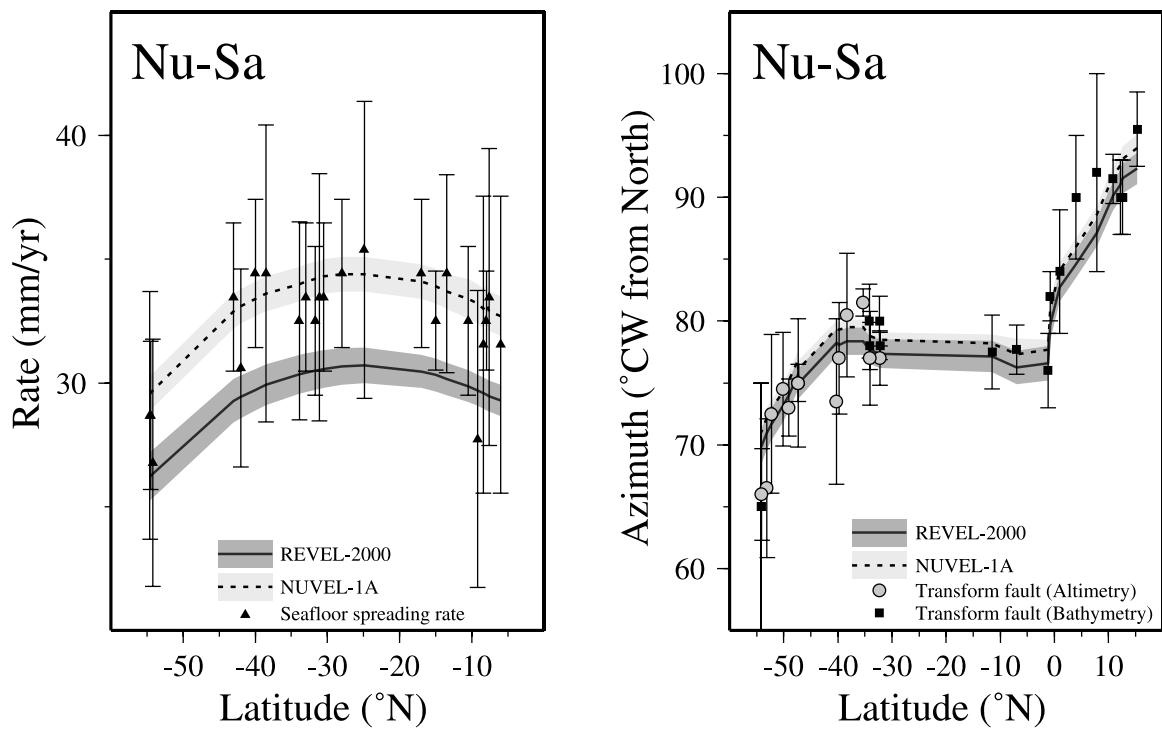 Nu-Sa
40
30
Rate (mm/yr)
REVEL-2000
NUVEL-1A
Seafloor spreading rate
-50 -40 -30 -20 -10
Latitude (˚N)
Nu-Sa
100
90
80
70
60
Azimuth (˚CW from North)
REVEL-2000
NUVEL-1A
Transform fault (Altimetry)
Transform fault (Bathymetry)
-50 -40 -30 -20 -10 0 10
Latitude (˚N)